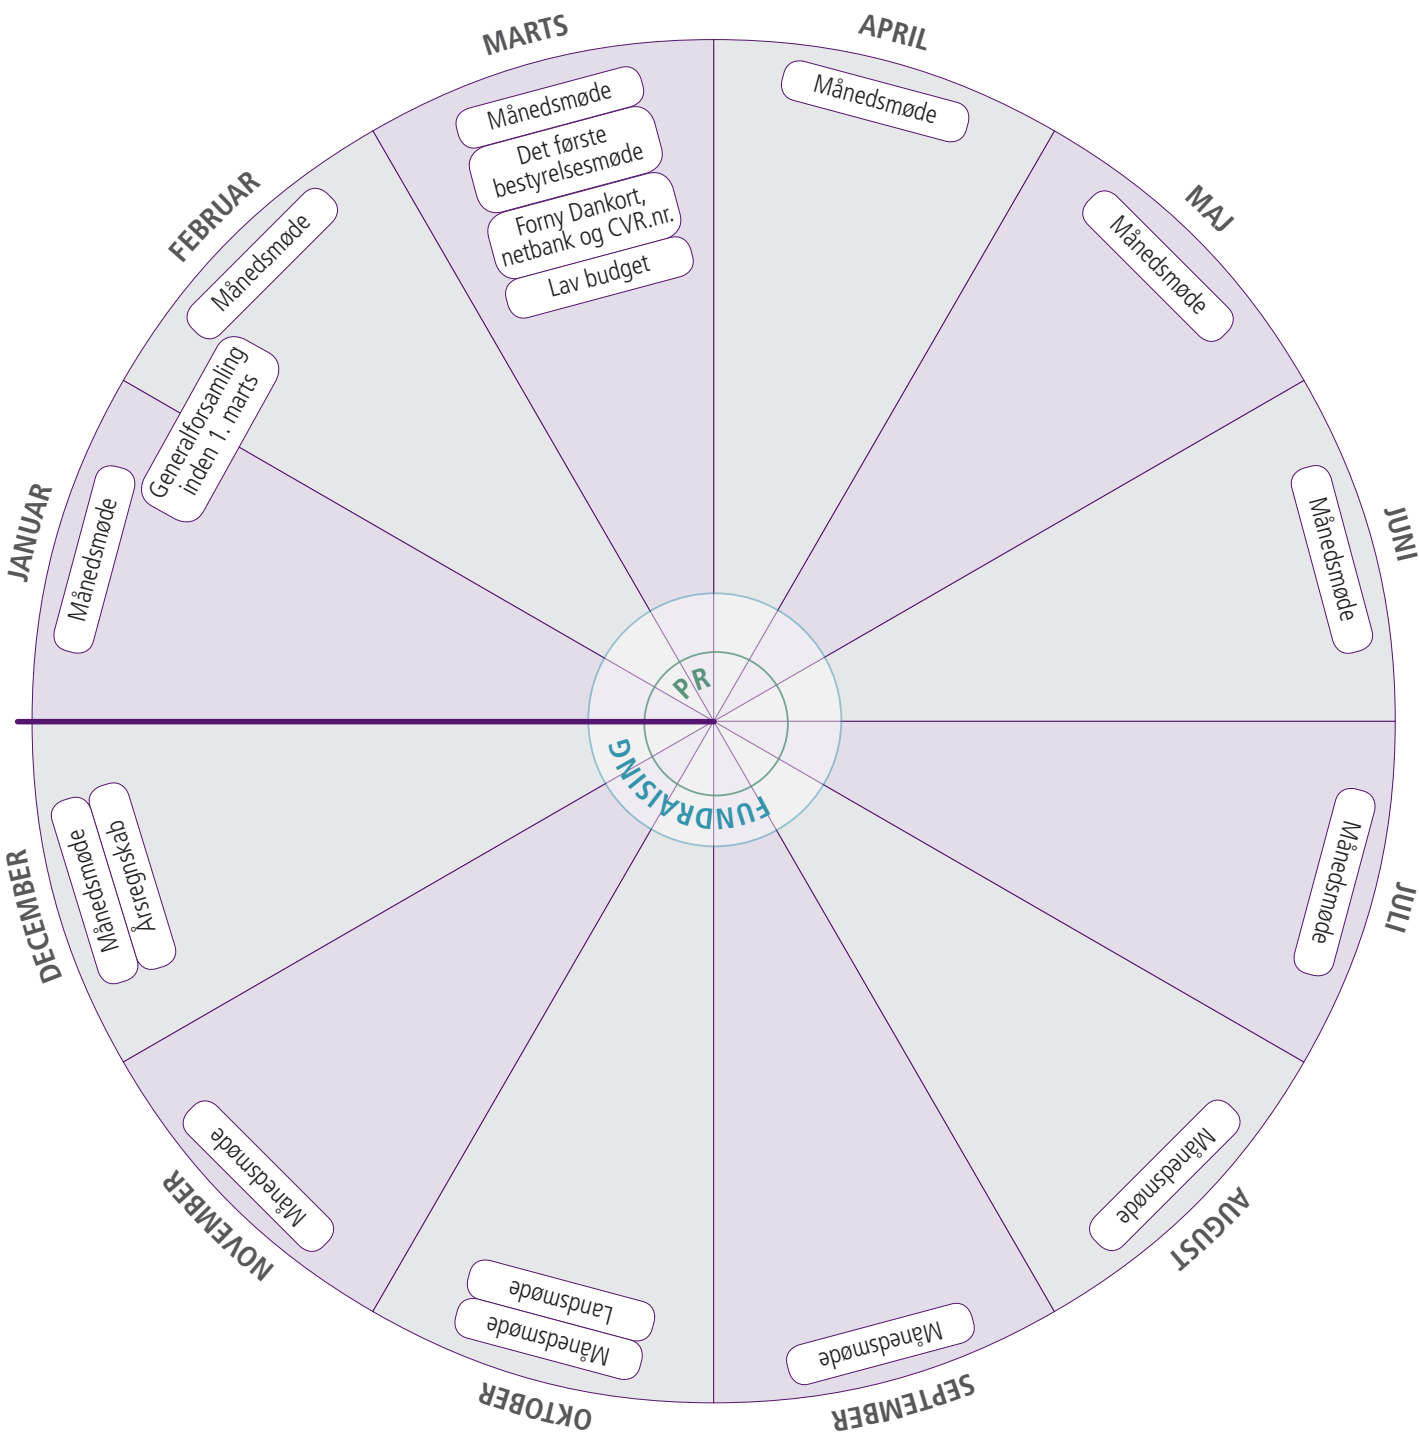 JANUAR
Månedsmøde
Generalforsamling
inden 1. marts
FEBRUAR
Månedsmøde
MARTS
Månedsmøde
Det første
bestyrelsesmøde
Forny Dankort,
netbank og CVR.nr.
Lav budget
APRIL
Månedsmøde
MAJ
Månedsmøde
JUNI
Månedsmøde
JULI
Månedsmøde
AUGUST
Månedsmøde
SEPTEMBER
Månedsmøde
OKTOBER
Månedsmøde
Landsmøde
NOVEMBER
Månedsmøde
DECEMBER
Månedsmøde
Årsregnskab
PR
FUNDRAISING